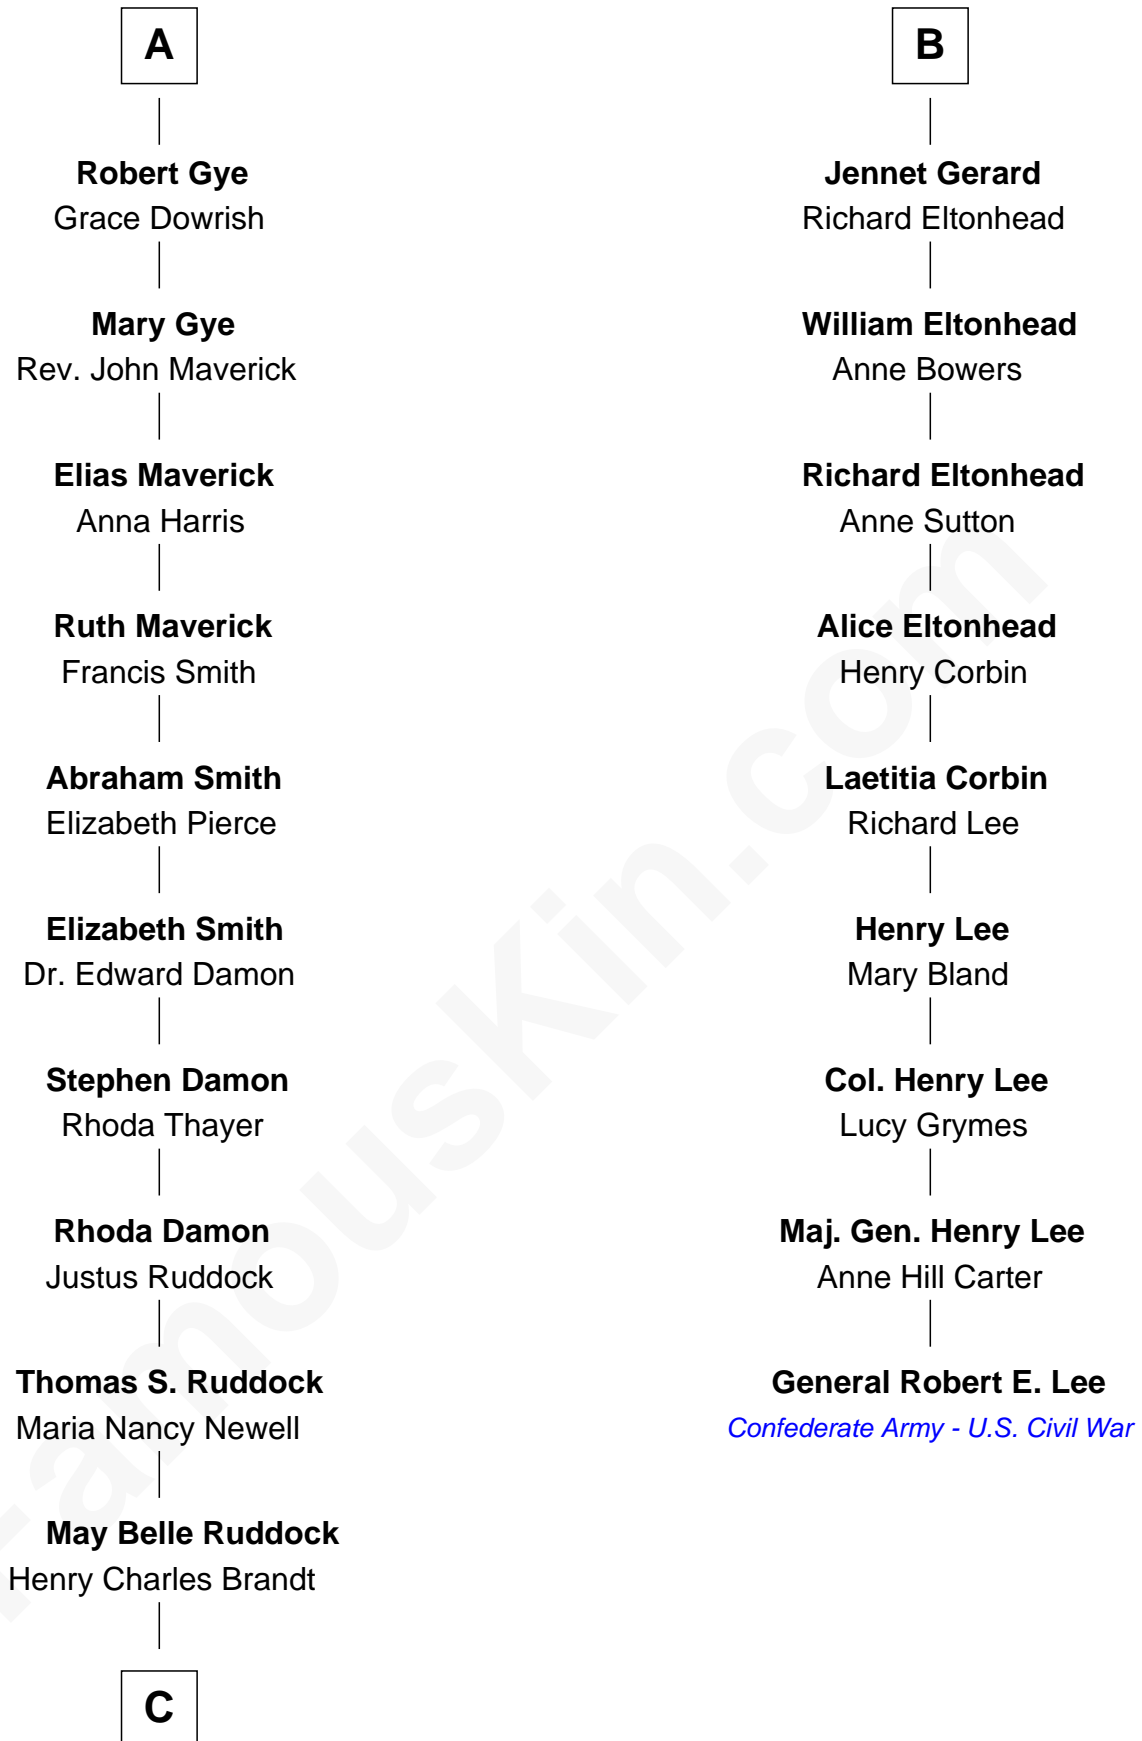 A
Robert Gye
Grace Dowrish
Mary Gye
Rev. John Maverick
Elias Maverick
Anna Harris
Ruth Maverick
Francis Smith
Abraham Smith
Elizabeth Pierce
Elizabeth Smith
Dr. Edward Damon
Stephen Damon
Rhoda Thayer
Rhoda Damon
Justus Ruddock
Thomas S. Ruddock
Maria Nancy Newell
May Belle Ruddock
Henry Charles Brandt
C
B
Jennet Gerard
Richard Eltonhead
William Eltonhead
Anne Bowers
Richard Eltonhead
Anne Sutton
Alice Eltonhead
Henry Corbin
Laetitia Corbin
Richard Lee
Henry Lee
Mary Bland
Col. Henry Lee
Lucy Grymes
Maj. Gen. Henry Lee
Anne Hill Carter
General Robert E. Lee
Confederate Army - U.S. Civil War
FamousKin.com